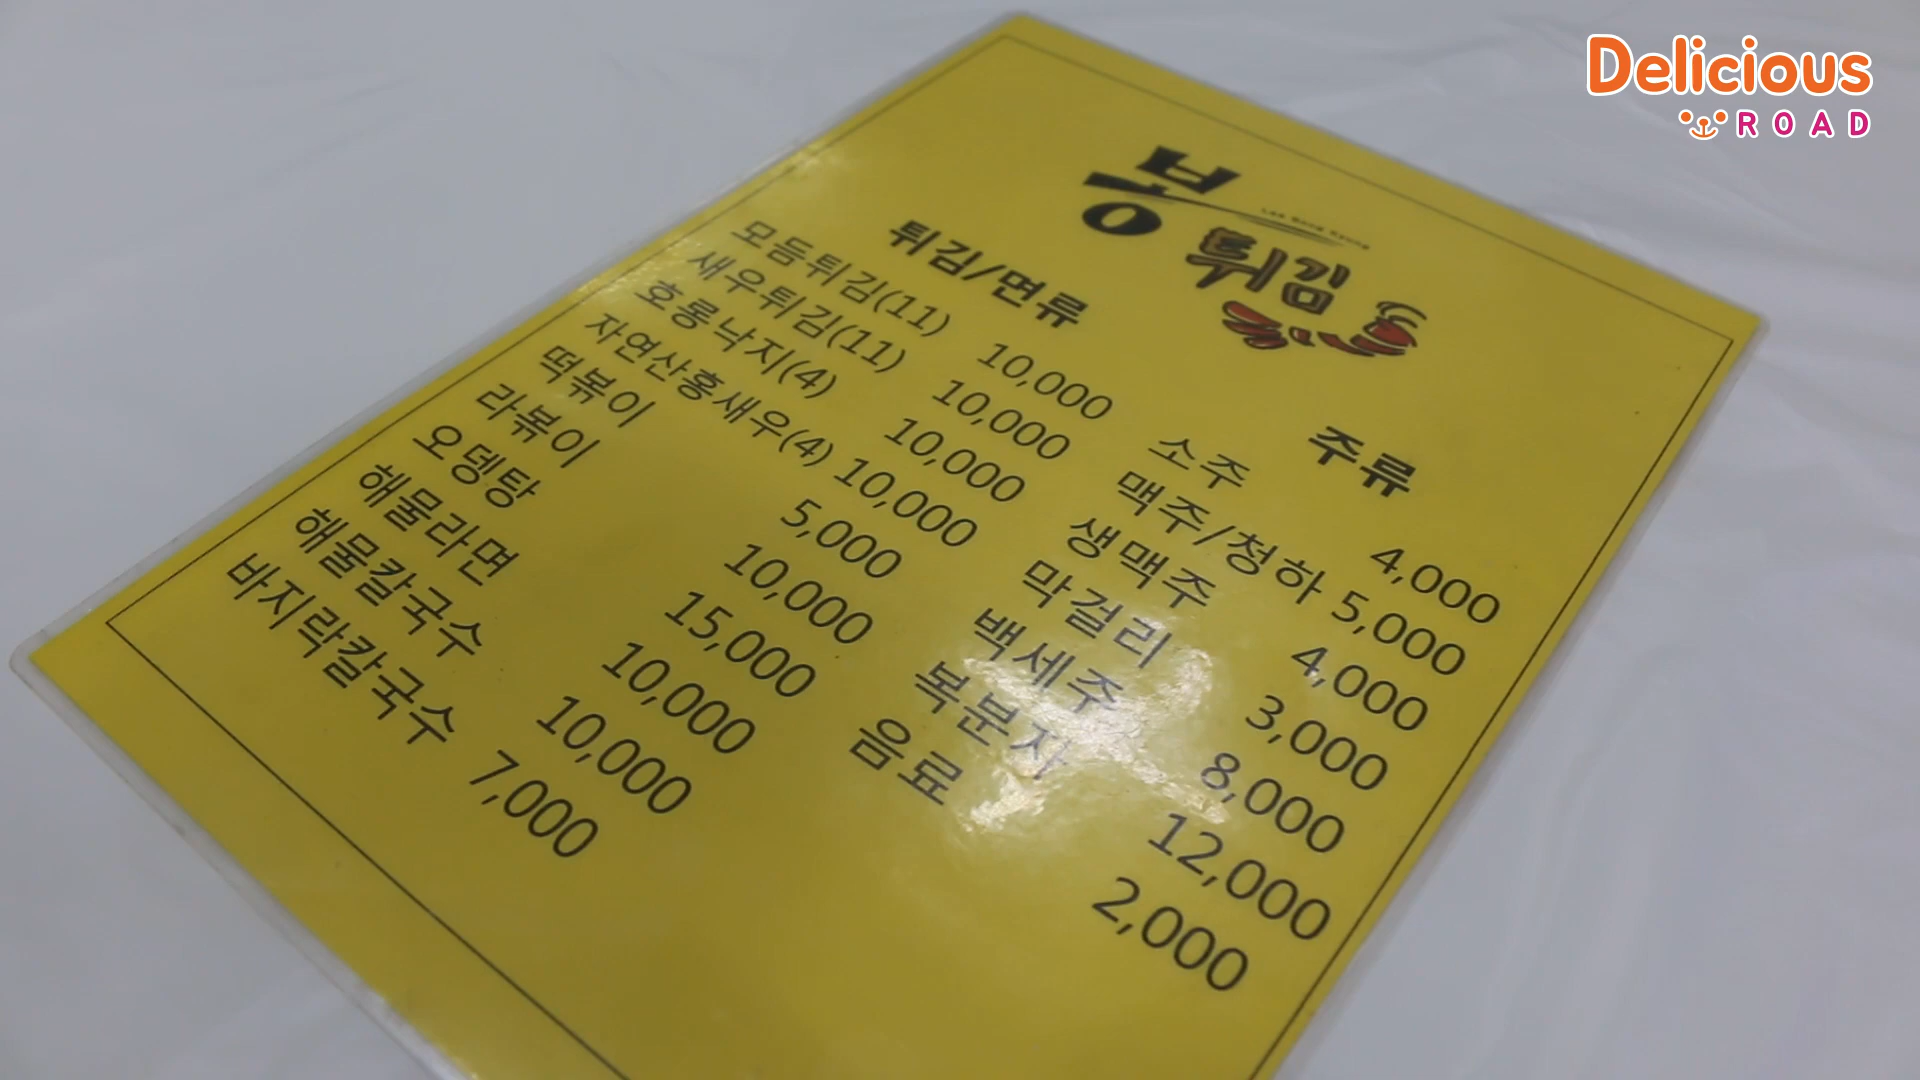 Delicious
ROAD
봉
튀김
튀김/면류
모듬튀김(11) 10,000
새우튀김(11) 10,000
호롱낙지(4) 10,000
자연산홍새우(4) 10,000
떡볶이 5,000
라볶이 10,000
오뎅탕 15,000
해물라면 10,000
해물칼국수 10,000
바지락칼국수 7,000
주류
소주 4,000
맥주/청하 5,000
생맥주 4,000
막걸리 3,000
백세주 8,000
복분자 12,000
음료 2,000